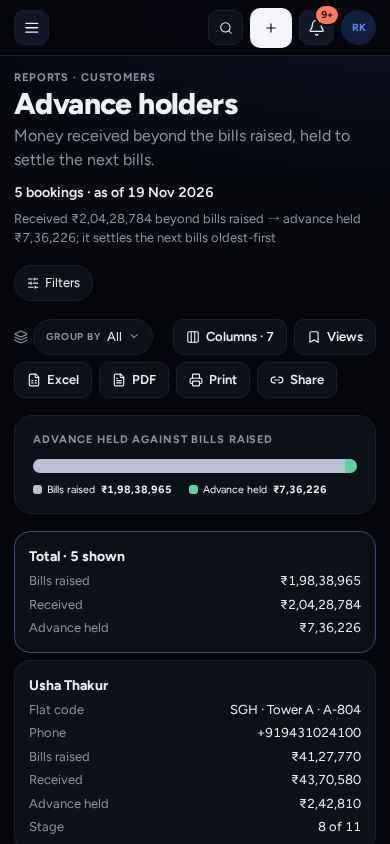 9+
RK
REPORTS · CUSTOMERS
Advance holders
Money received beyond the bills raised, held to
settle the next bills.
5 bookings · as of 19 Nov 2026
Received ₹2,04,28,784 beyond bills raised → advance held
₹7,36,226; it settles the next bills oldest-first
Filters
GROUP BY All
Columns · 7
Views
Excel
PDF
Print
Share
ADVANCE HELD AGAINST BILLS RAISED
Bills raised ₹1,98,38,965 Advance held ₹7,36,226
Total · 5 shown
Bills raised ₹1,98,38,965
Received ₹2,04,28,784
Advance held ₹7,36,226
Usha Thakur
Flat code SGH · Tower A · A-804
Phone +919431024100
Bills raised ₹41,27,770
Received ₹43,70,580
Advance held ₹2,42,810
Stage 8 of 11